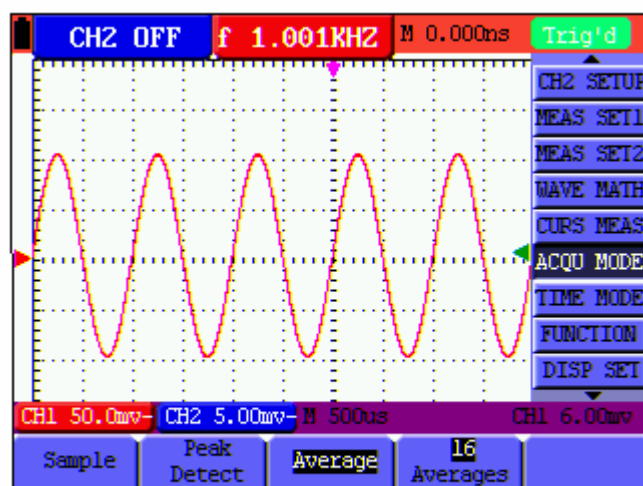 CH2 OFF
f 1.001KHZ
M 0.000ns
Trig'd
CH2 SETUP
MEAS SET1
MEAS SET2
WAVE MATH
CURS MEAS
ACQU MODE
TIME MODE
FUNCTION
DISP SET
CH1 50.0mv-
CH2 5.00mv-
M 500us
CH1 6.00mv
Sample
Peak
Detect
Average
16
Averages